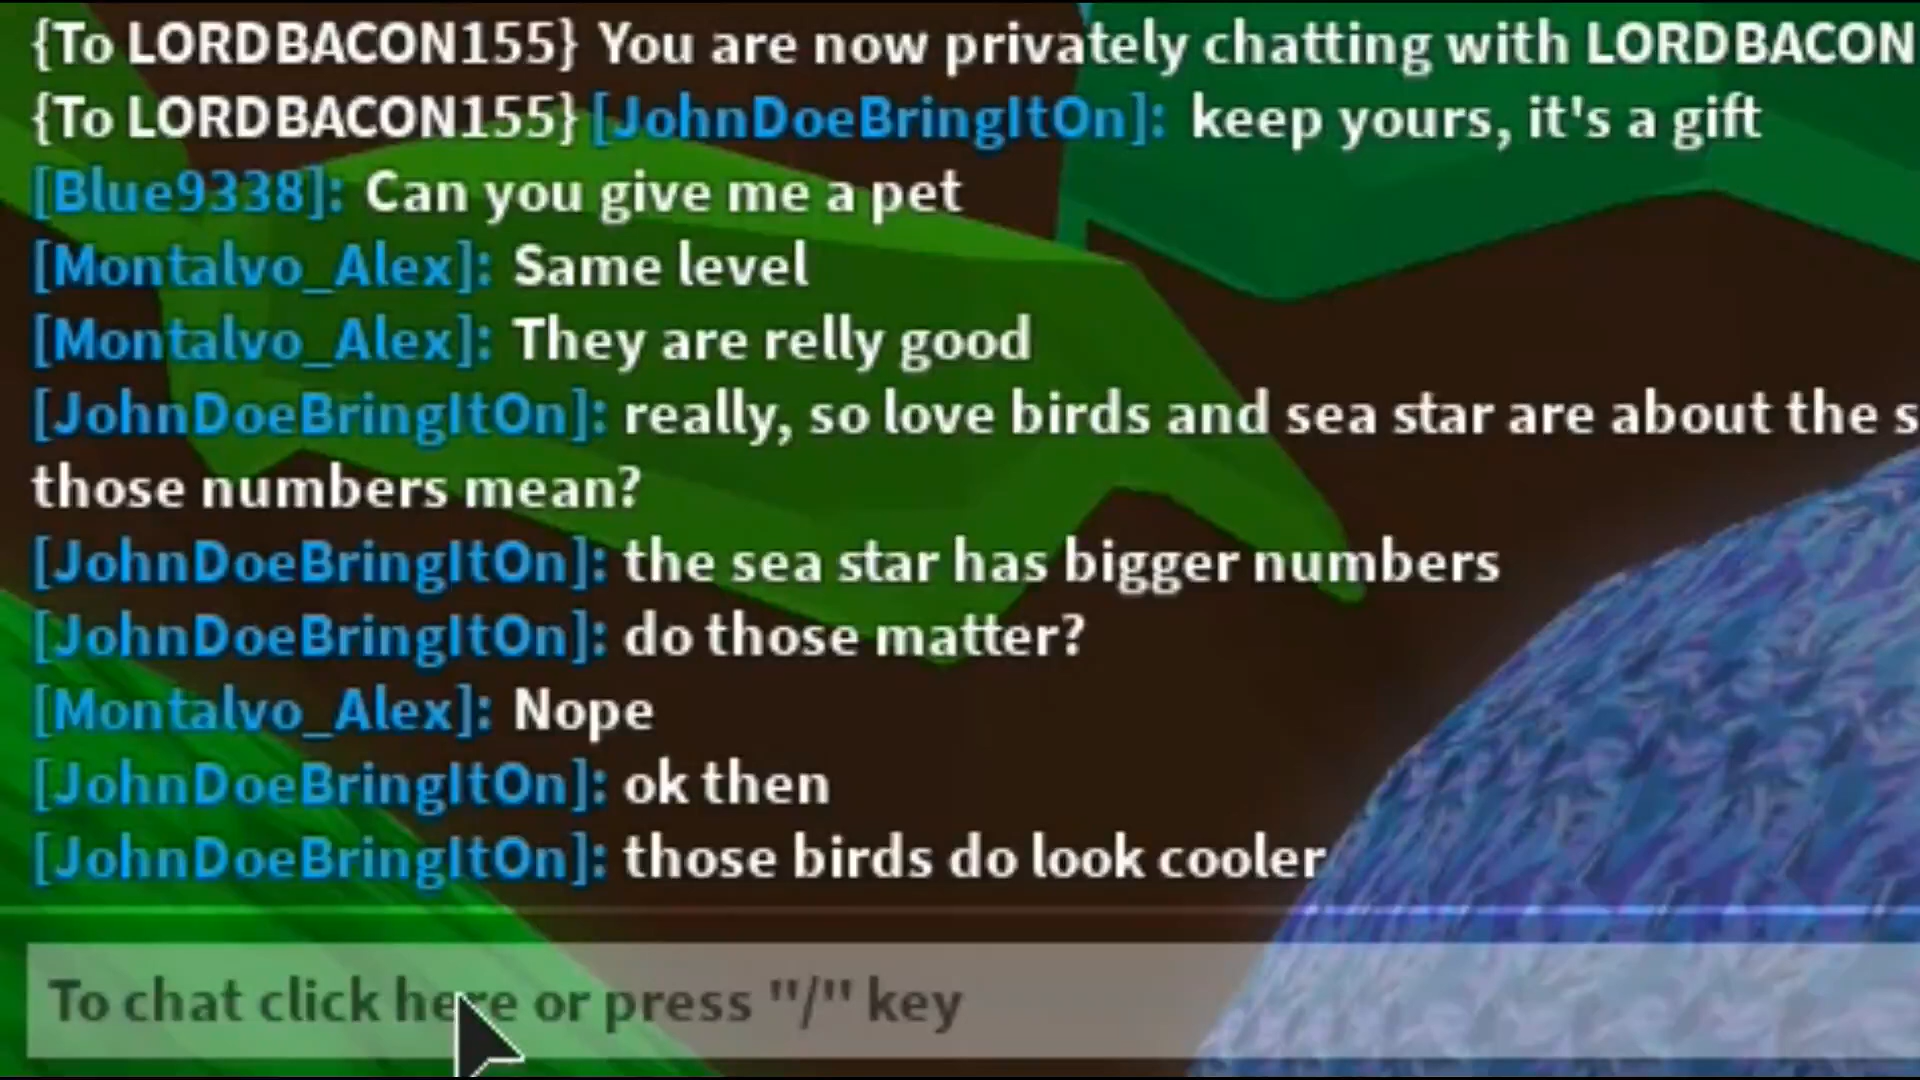 {To LORDBACON155} You are now privately chatting with LORDBACON
{To LORDBACON155} [JohnDoeBringItOn]: keep yours, it's a gift
[Blue9338]: Can you give me a pet
[Montalvo_Alex]: Same level
[Montalvo_Alex]: They are relly good
[JohnDoeBringItOn]: really, so love birds and sea star are about the s
those numbers mean?
[JohnDoeBringItOn]: the sea star has bigger numbers
[JohnDoeBringItOn]: do those matter?
[Montalvo_Alex]: Nope
[JohnDoeBringItOn]: ok then
[JohnDoeBringItOn]: those birds do look cooler
To chat click here or press "/" key